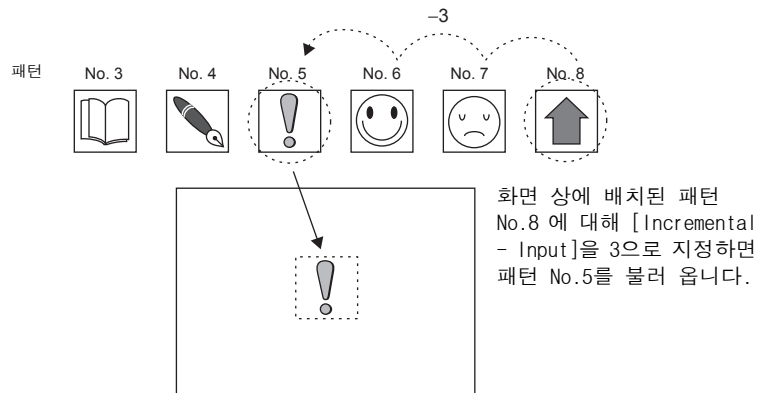 –3
패턴 No. 3 No. 4 No. 5 No. 6 No. 7 No. 8
화면 상에 배치된 패턴
No.8 에 대해 [Incremental
- Input]을 3으로 지정하면
패턴 No.5를 불러 옵니다.